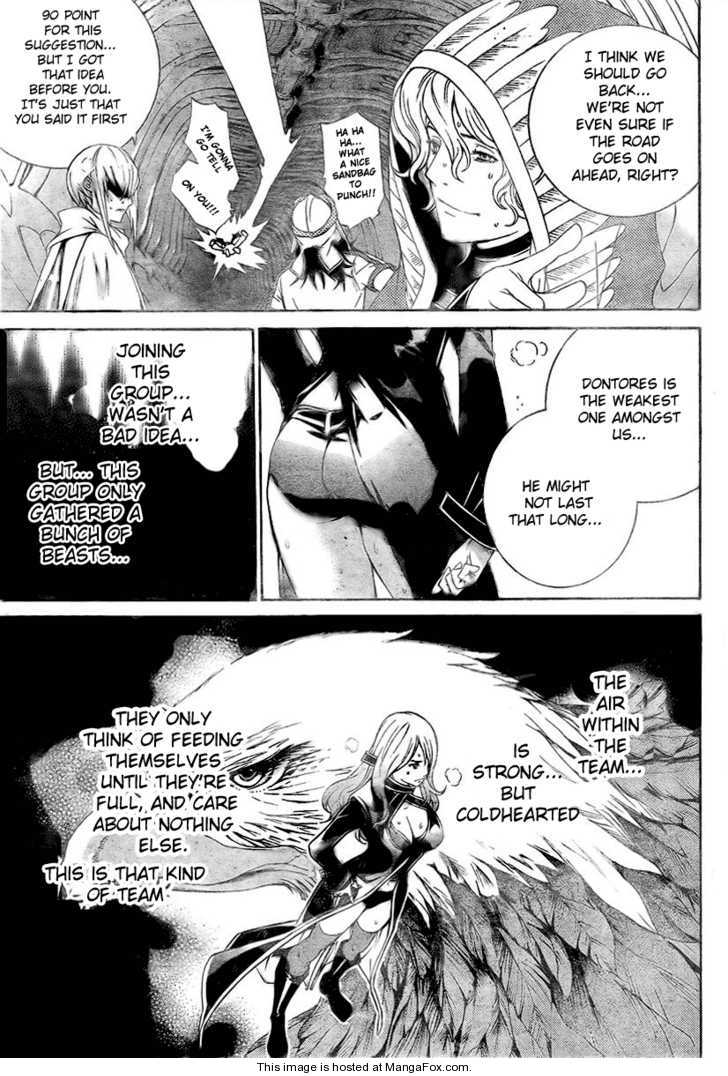 I THINK WE
SHOULD GO
BACK...
WE'RE NOT
EVEN SURE IF
THE ROAD
GOES ON
AHEAD, RIGHT?
HA HA
HA...
WHAT
A NICE
SANDBAG
TO
PUNCH!!
I'M GONNA
GO TELL
ON YOU!!!
90 POINT
FOR THIS
SUGGESTION...
BUT I GOT
THAT IDEA
BEFORE YOU.
IT'S JUST THAT
YOU SAID IT FIRST
DONTORES IS
THE WEAKEST
ONE AMONGST
US...
HE MIGHT
NOT LAST
THAT LONG...
JOINING
THIS
GROUP...
WASN'T A
BAD IDEA...
BUT... THIS
GROUP ONLY
GATHERED A
BUNCH OF
BEASTS...
THE
AIR
WITHIN
THE
TEAM...
IS
STRONG...
BUT
COLDHEARTED
THEY ONLY
THINK OF FEEDING
THEMSELVES
UNTIL THEY'RE
FULL, AND CARE
ABOUT NOTHING
ELSE.
THIS IS THAT KIND
OF TEAM
This image is hosted at MangaFox.com.